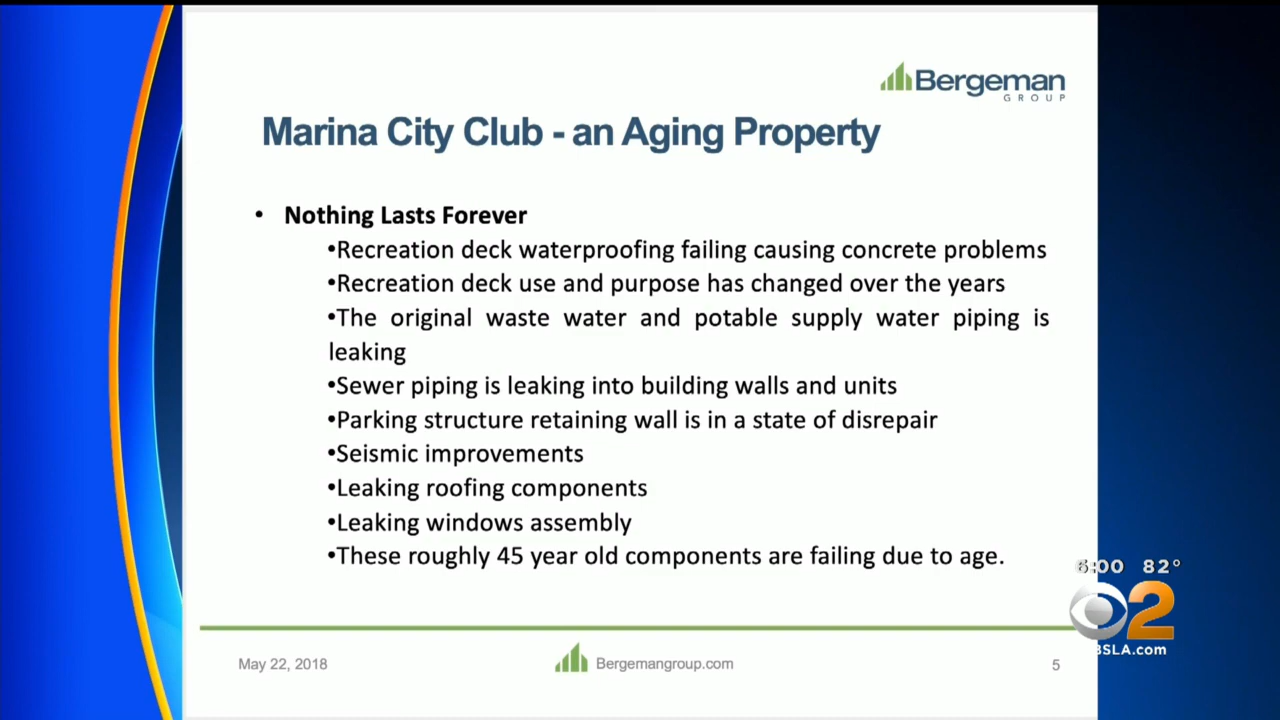 Bergeman
GROUP
Marina City Club - an Aging Property
• Nothing Lasts Forever
•Recreation deck waterproofing failing causing concrete problems
•Recreation deck use and purpose has changed over the years
•The original waste water and potable supply water piping is
leaking
•Sewer piping is leaking into building walls and units
•Parking structure retaining wall is in a state of disrepair
•Seismic improvements
•Leaking roofing components
•Leaking windows assembly
•These roughly 45 year old components are failing due to age.
6:00 82°
2
BSLA.com
May 22, 2018
Bergemangroup.com
5